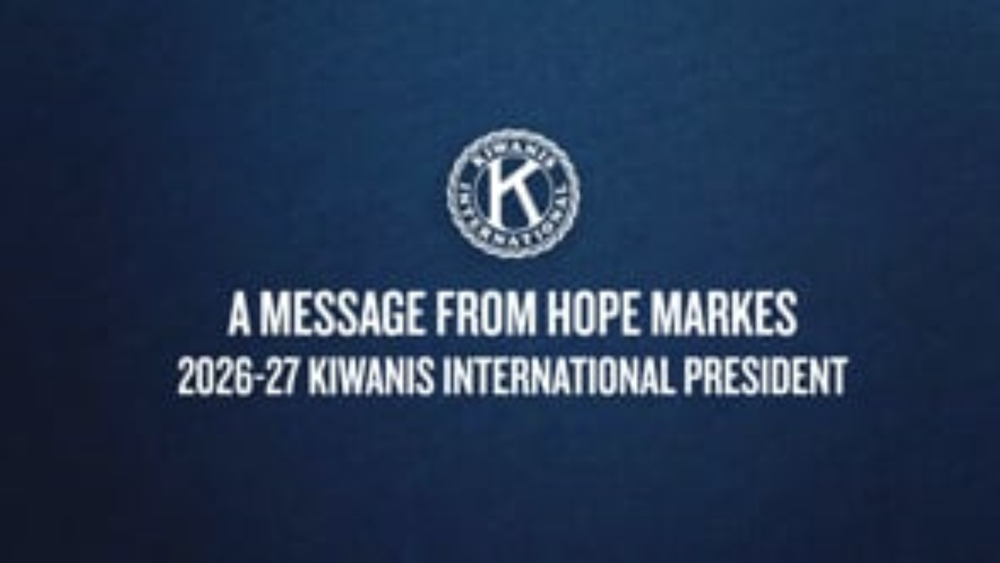 KIWANIS
K
INTERNATIONAL
A MESSAGE FROM HOPE MARKES
2026-27 KIWANIS INTERNATIONAL PRESIDENT